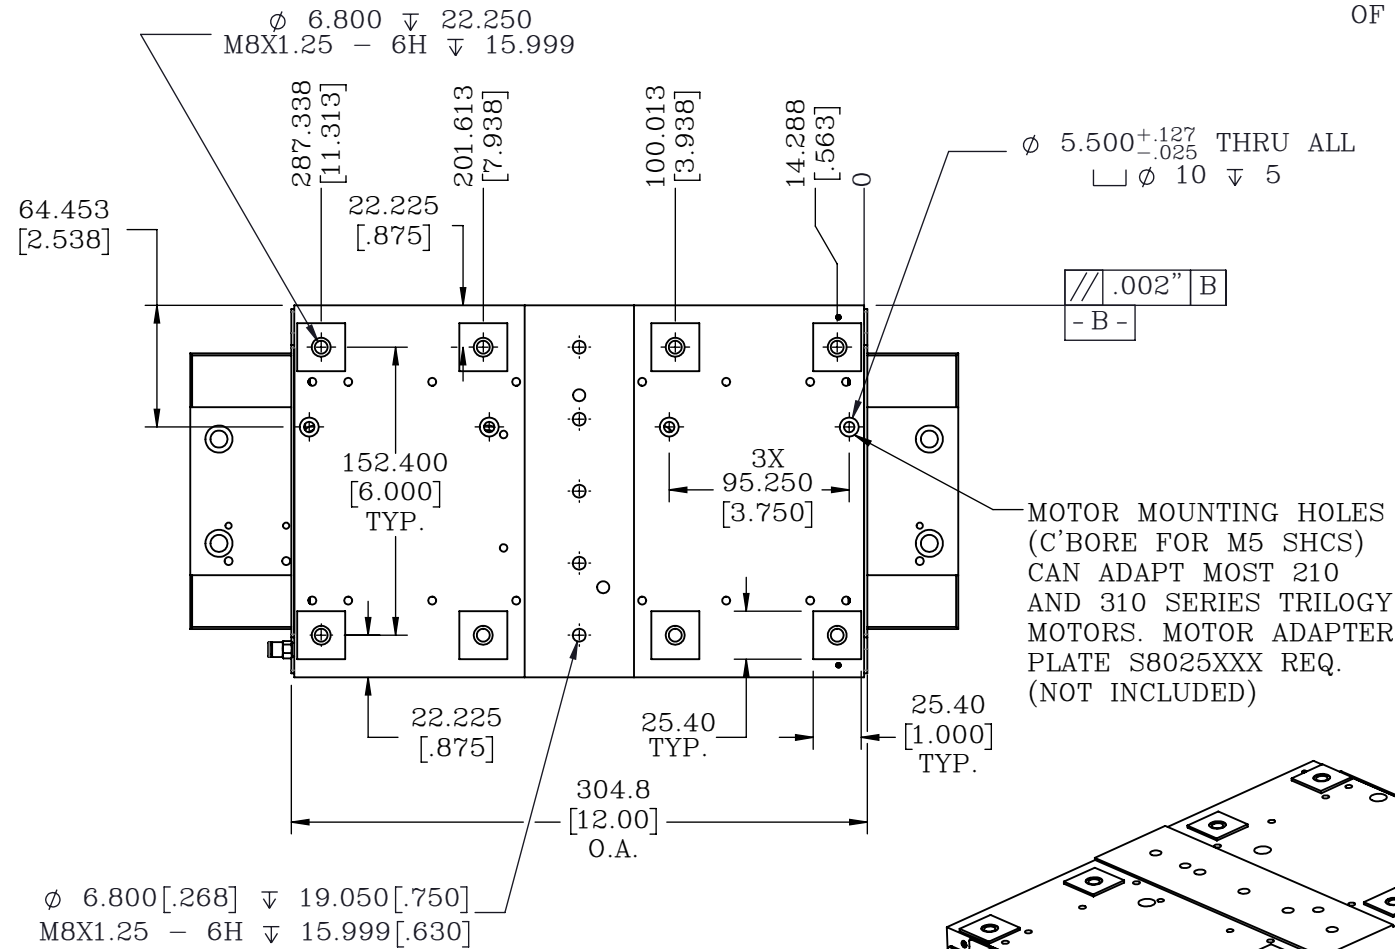 OF
⌀ 6.800 ↧ 22.250
M8X1.25 - 6H ↧ 15.999
287.338
[11.313]
201.613
[7.938]
100.013
[3.938]
14.288
[.563]
0
⌀ 5.500 +.127 -.025 THRU ALL
⌴ ⌀ 10 ↧ 5
64.453
[2.538]
22.225
[.875]
// .002" B
- B -
152.400
[6.000]
TYP.
3X
95.250
[3.750]
MOTOR MOUNTING HOLES
(C'BORE FOR M5 SHCS)
CAN ADAPT MOST 210
AND 310 SERIES TRILOGY
MOTORS. MOTOR ADAPTER
PLATE S8025XXX REQ.
(NOT INCLUDED)
22.225
[.875]
25.40
TYP.
25.40
[1.000]
TYP.
304.8
[12.00]
O.A.
⌀ 6.800[.268] ↧ 19.050[.750]
M8X1.25 - 6H ↧ 15.999[.630]